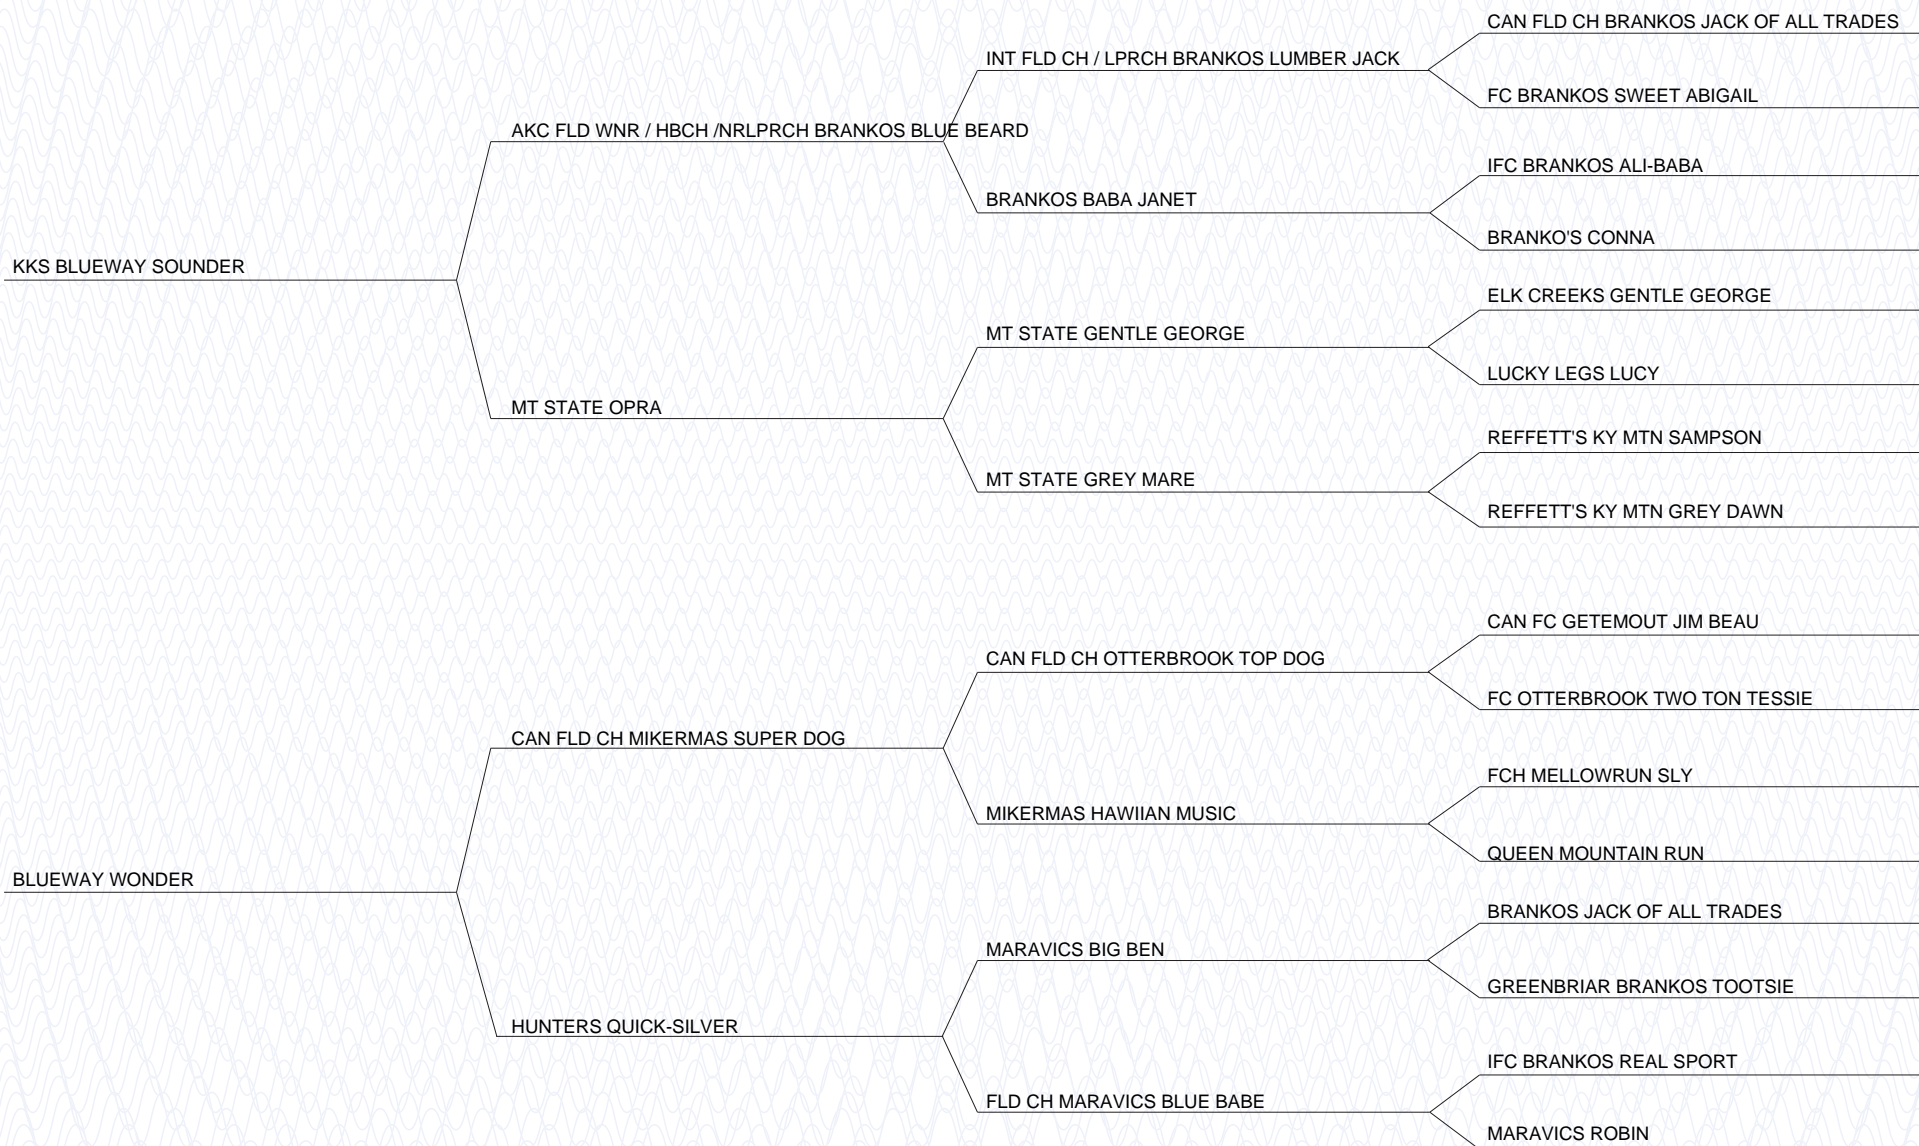 CAN FLD CH BRANKOS JACK OF ALL TRADES
INT FLD CH / LPRCH BRANKOS LUMBER JACK
FC BRANKOS SWEET ABIGAIL
AKC FLD WNR / HBCH /NRLPRCH BRANKOS BLUE BEARD
IFC BRANKOS ALI-BABA
BRANKOS BABA JANET
BRANKO'S CONNA
KKS BLUEWAY SOUNDER
ELK CREEKS GENTLE GEORGE
MT STATE GENTLE GEORGE
LUCKY LEGS LUCY
MT STATE OPRA
REFFETT'S KY MTN SAMPSON
MT STATE GREY MARE
REFFETT'S KY MTN GREY DAWN
CAN FC GETEMOUT JIM BEAU
CAN FLD CH OTTERBROOK TOP DOG
FC OTTERBROOK TWO TON TESSIE
CAN FLD CH MIKERMAS SUPER DOG
FCH MELLOWRUN SLY
MIKERMAS HAWIIAN MUSIC
QUEEN MOUNTAIN RUN
BLUEWAY WONDER
BRANKOS JACK OF ALL TRADES
MARAVICS BIG BEN
GREENBRIAR BRANKOS TOOTSIE
HUNTERS QUICK-SILVER
IFC BRANKOS REAL SPORT
FLD CH MARAVICS BLUE BABE
MARAVICS ROBIN